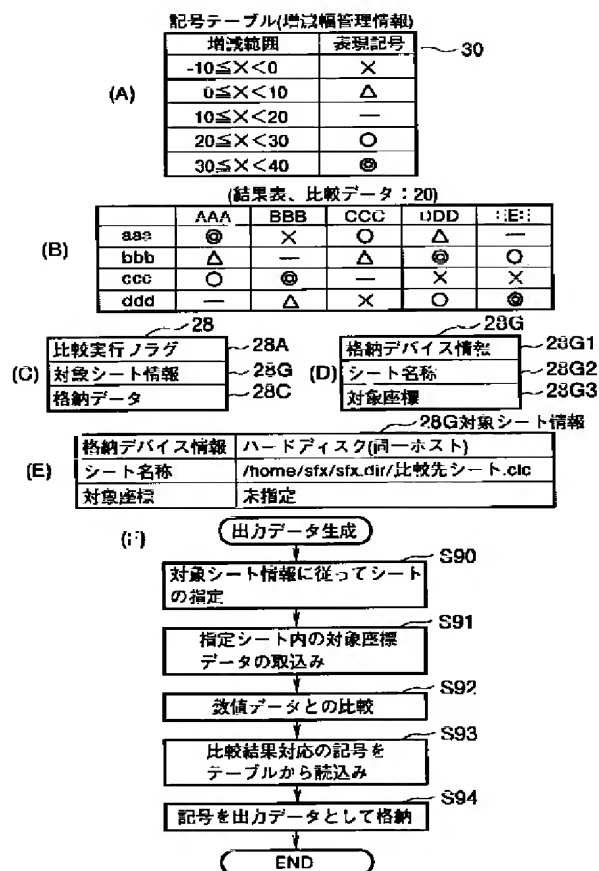 記号テーブル(増減幅管理情報)
増減範囲 表現記号 30
-10≦X<0 ×
(A) 0≦X<10 △
10≦X<20 —
20≦X<30 ○
30≦X<40 ◎
(結果表、比較データ:20)
AAA BBB CCC DDD EEE
aaa ◎ × ○ △ —
(B) bbb △ — △ ◎ ○
ccc ○ ◎ — × ×
ddd — △ × ○ ◎
28 28G
比較実行フラグ 28A 格納デバイス情報 28G1
(C) 対象シート情報 28G (D) シート名称 28G2
格納データ 28C 対象座標 28G3
28G対象シート情報
格納デバイス情報 ハードディスク(同一ホスト)
(E) シート名称 /home/sfx/sfx.dir/比較先シート.clc
対象座標 未指定
(F) 出力データ生成
S90
対象シート情報に従ってシート
の指定
S91
指定シート内の対象座標
データの取込み
S92
数値データとの比較
S93
比較結果対応の記号を
テーブルから読込み
S94
記号を出力データとして格納
END